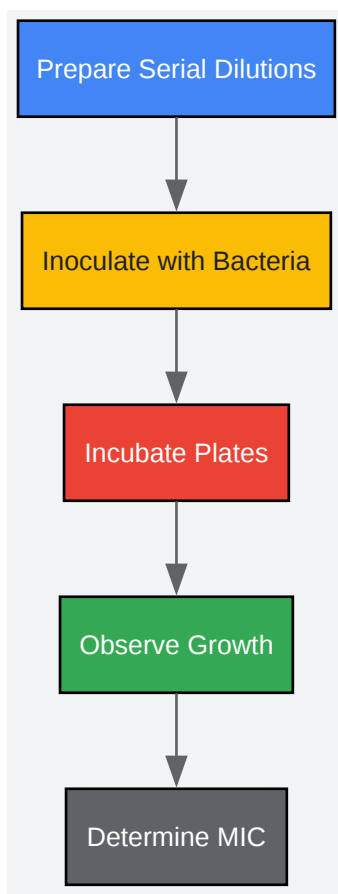 Prepare Serial Dilutions
Inoculate with Bacteria
Incubate Plates
Observe Growth
Determine MIC